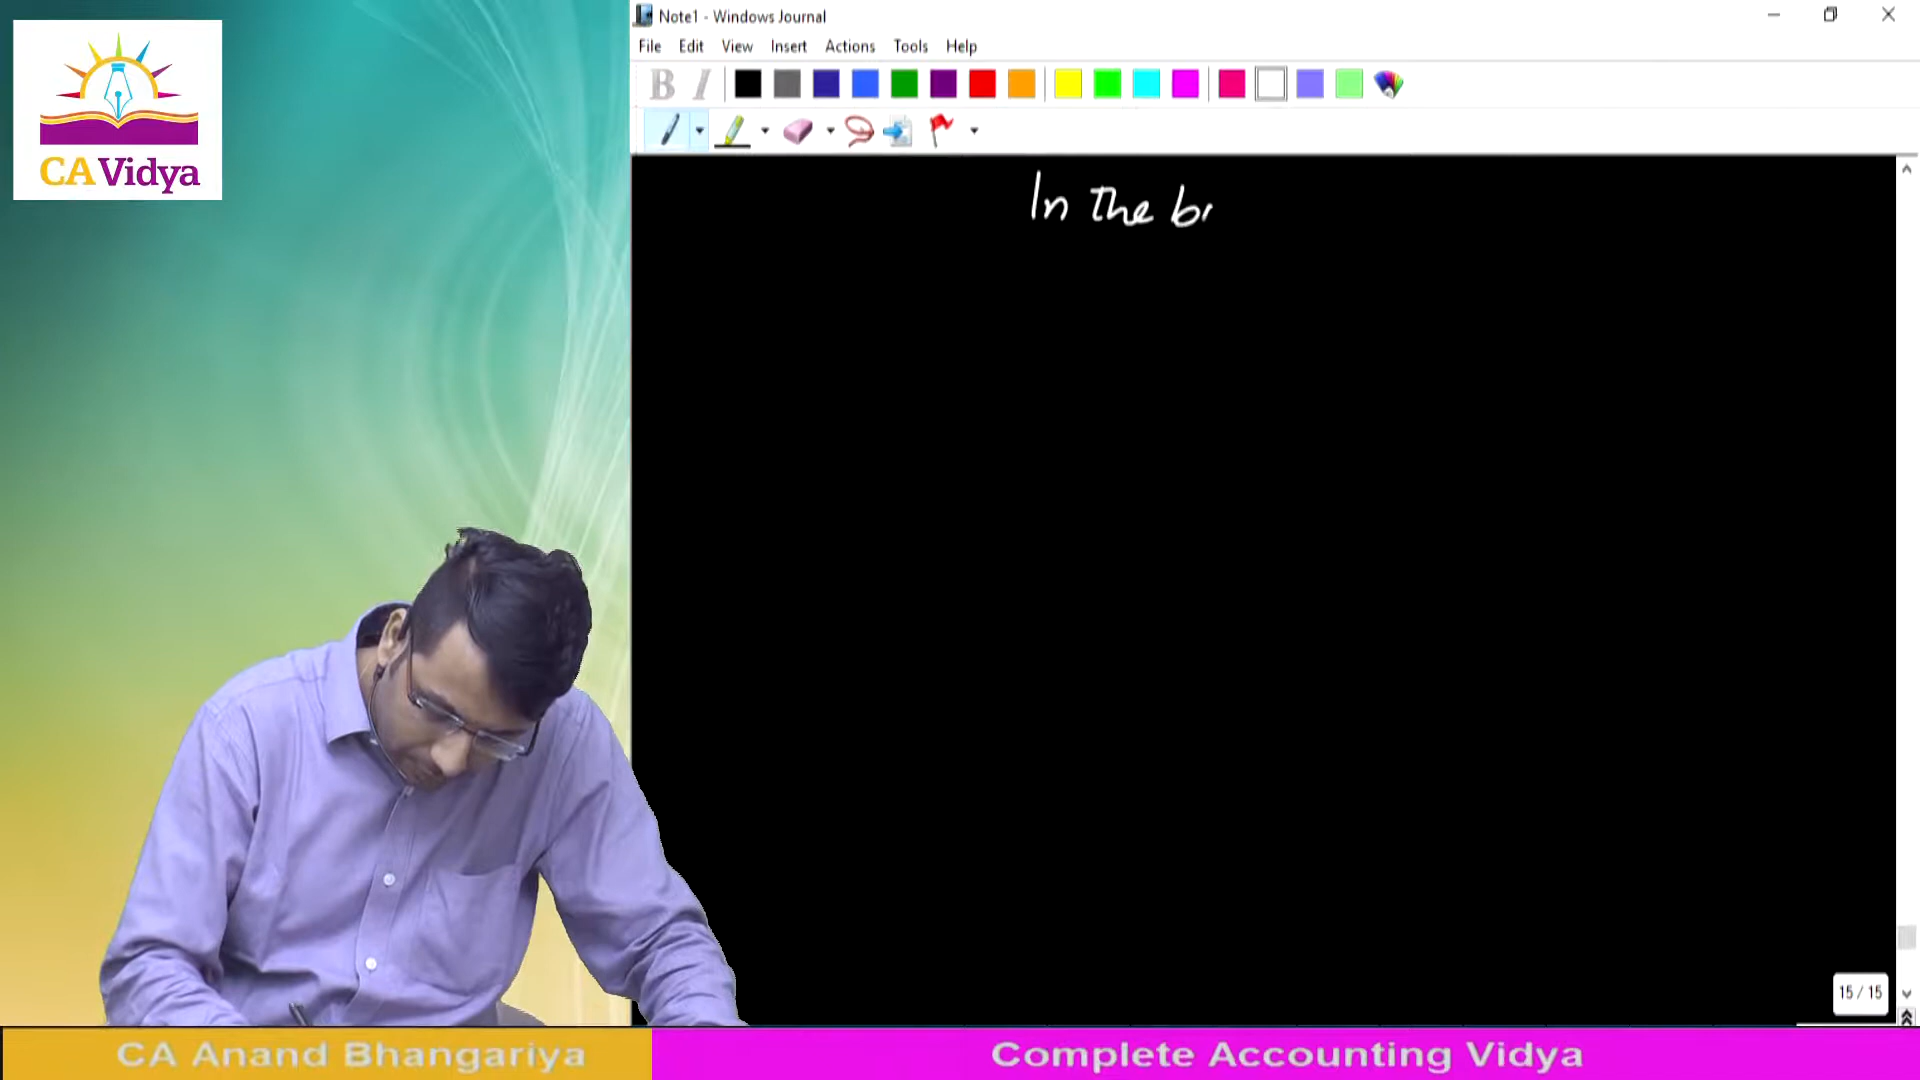 CA Vidya
Note1 - Windows Journal
File Edit View Insert Actions Tools Help
B I
In the
15 / 15
CA Anand Bhangariya
Complete Accounting Vidya